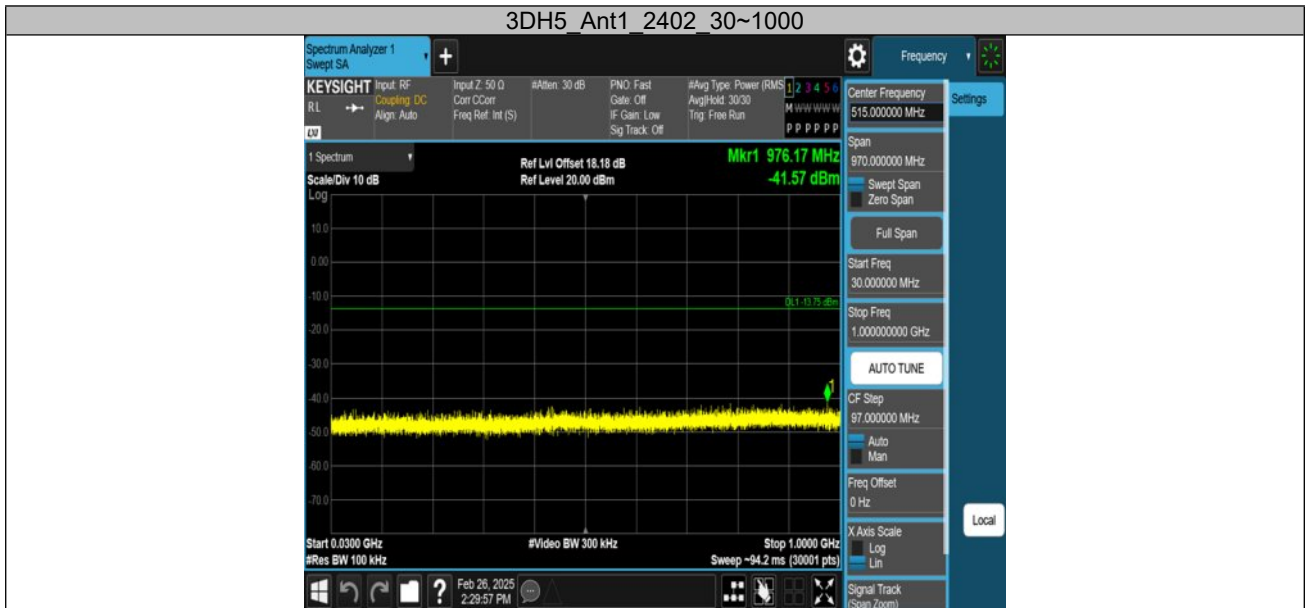 3DH5_Ant1_2402_30~1000
Spectrum Analyzer 1
Swept SA
Frequency
KEYSIGHT
RL
LXI
Input: RF
Coupling: DC
Align: Auto
Input Z: 50 Ω
Corr CCorr
Freq Ref: Int (S)
#Atten: 30 dB
PNO: Fast
Gate: Off
IF Gain: Low
Sig Track: Off
#Avg Type: Power (RMS
Avg|Hold: 30/30
Trig: Free Run
1 2 3 4 5 6
M W W W W W
P P P P P P
1 Spectrum
Scale/Div 10 dB
Log
Ref Lvl Offset 18.18 dB
Ref Level 20.00 dBm
Mkr1 976.17 MHz
-41.57 dBm
10.0
0.00
-10.0
DL1 -13.75 dBm
-20.0
-30.0
-40.0
1
-50.0
-60.0
-70.0
Start 0.0300 GHz
#Video BW 300 kHz
Stop 1.0000 GHz
#Res BW 100 kHz
Sweep ~94.2 ms (30001 pts)
?
Feb 26, 2025
2:29:57 PM
Center Frequency
515.000000 MHz
Span
970.000000 MHz
Swept Span
Zero Span
Full Span
Start Freq
30.000000 MHz
Stop Freq
1.000000000 GHz
AUTO TUNE
CF Step
97.000000 MHz
Auto
Man
Freq Offset
0 Hz
X Axis Scale
Log
Lin
Signal Track
(Span Zoom)
Settings
Local